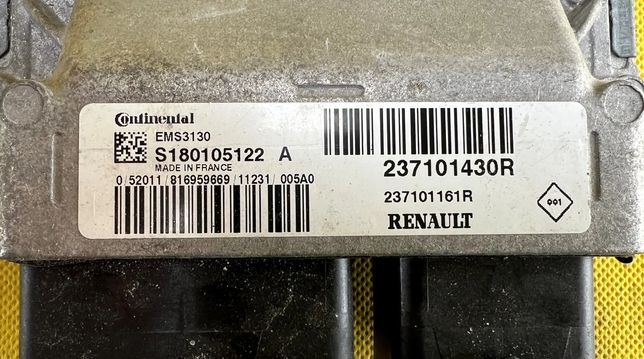 Continental
EMS3130
S180105122 A
MADE IN FRANCE
0/52011/816959669/11231/005A0
237101430R
237101161R
RENAULT
001